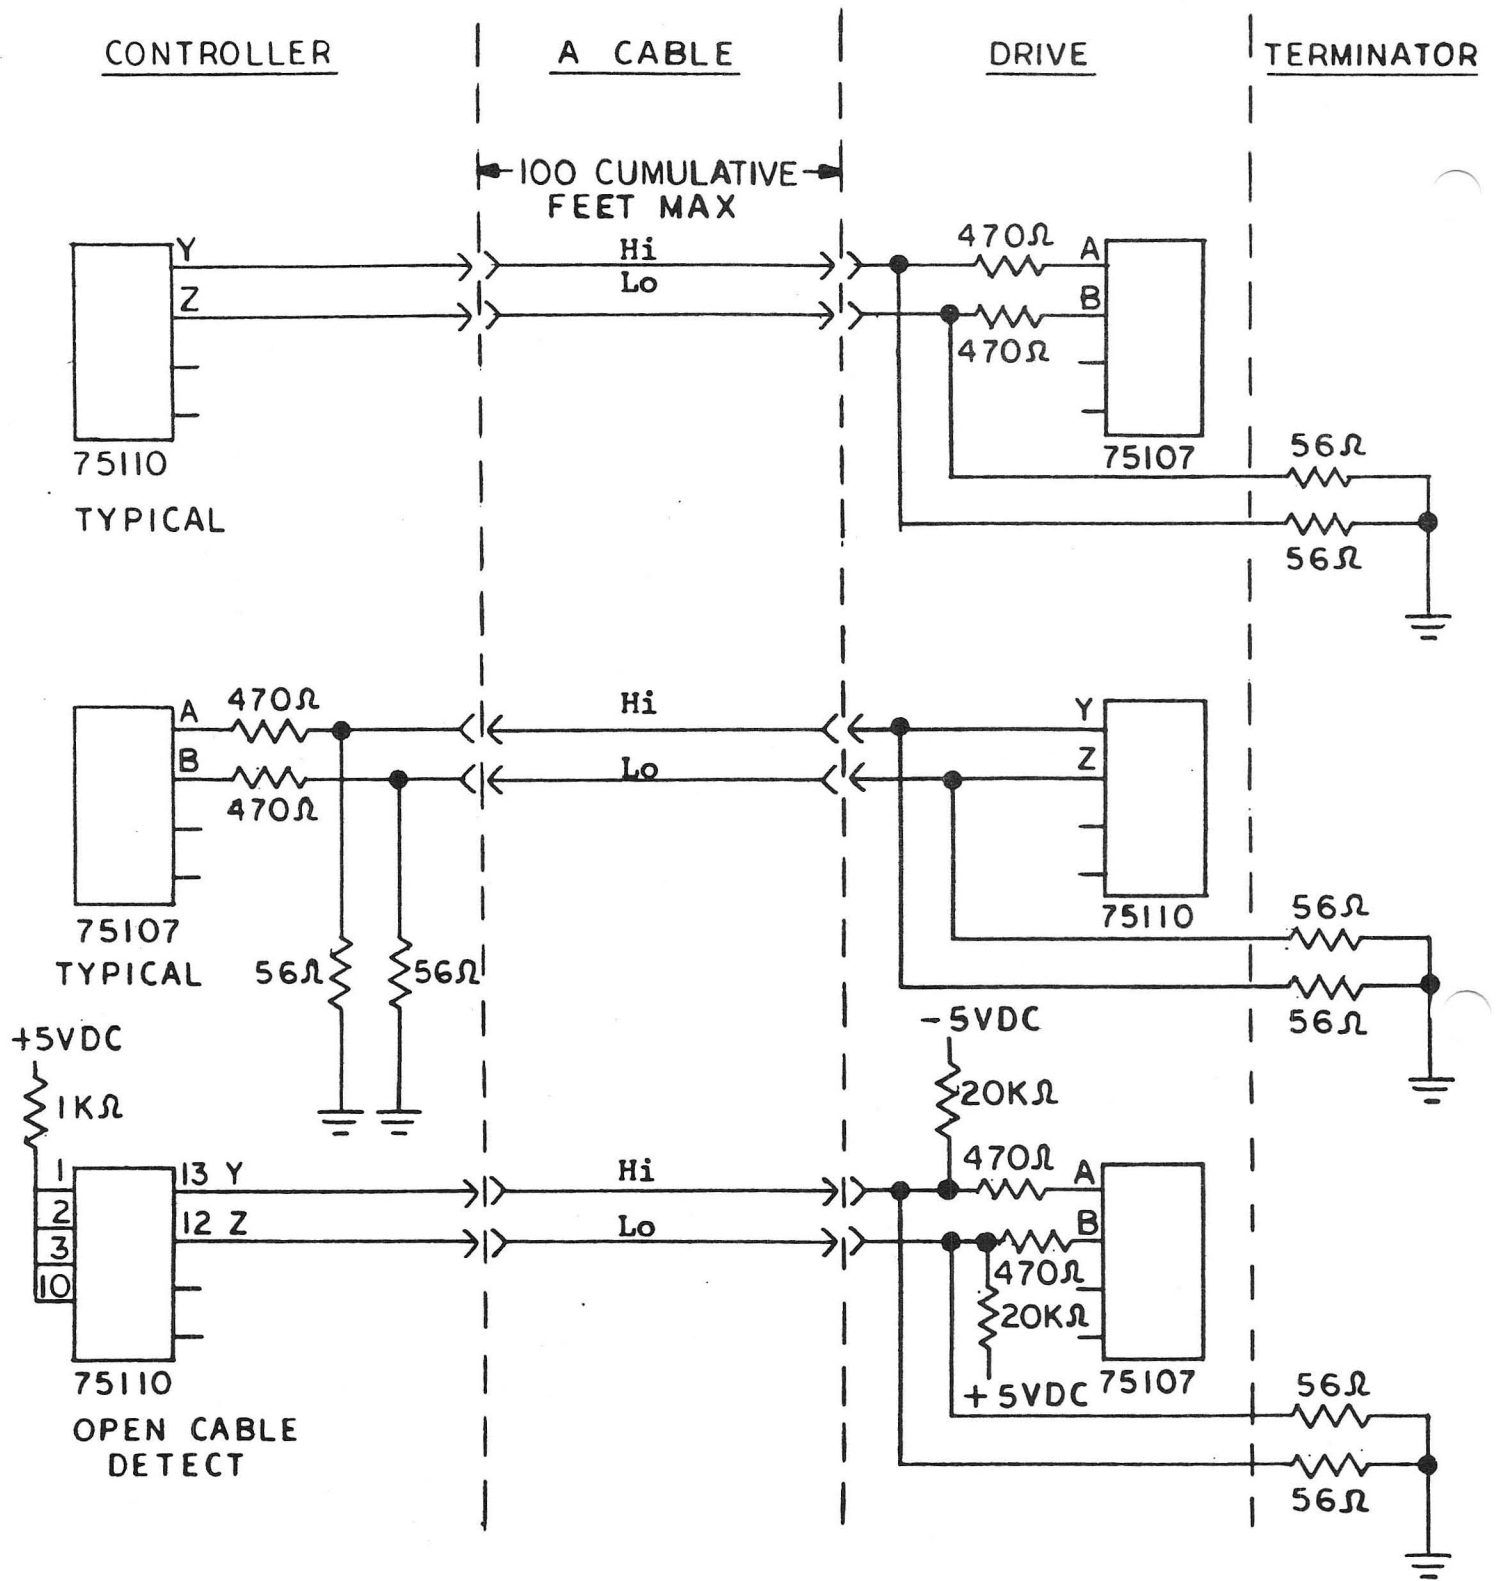 CONTROLLER
A CABLE
DRIVE
TERMINATOR
100 CUMULATIVE
FEET MAX
Y
Z
75110
TYPICAL
Hi
Lo
470Ω
A
B
470Ω
75107
56Ω
56Ω
A
B
470Ω
470Ω
75107
TYPICAL
56Ω
56Ω
Hi
Lo
Y
Z
75110
56Ω
56Ω
+5VDC
1KΩ
1
2
3
10
13 Y
12 Z
75110
OPEN CABLE
DETECT
Hi
Lo
-5VDC
20KΩ
470Ω
A
B
470Ω
20KΩ
+5VDC
75107
56Ω
56Ω